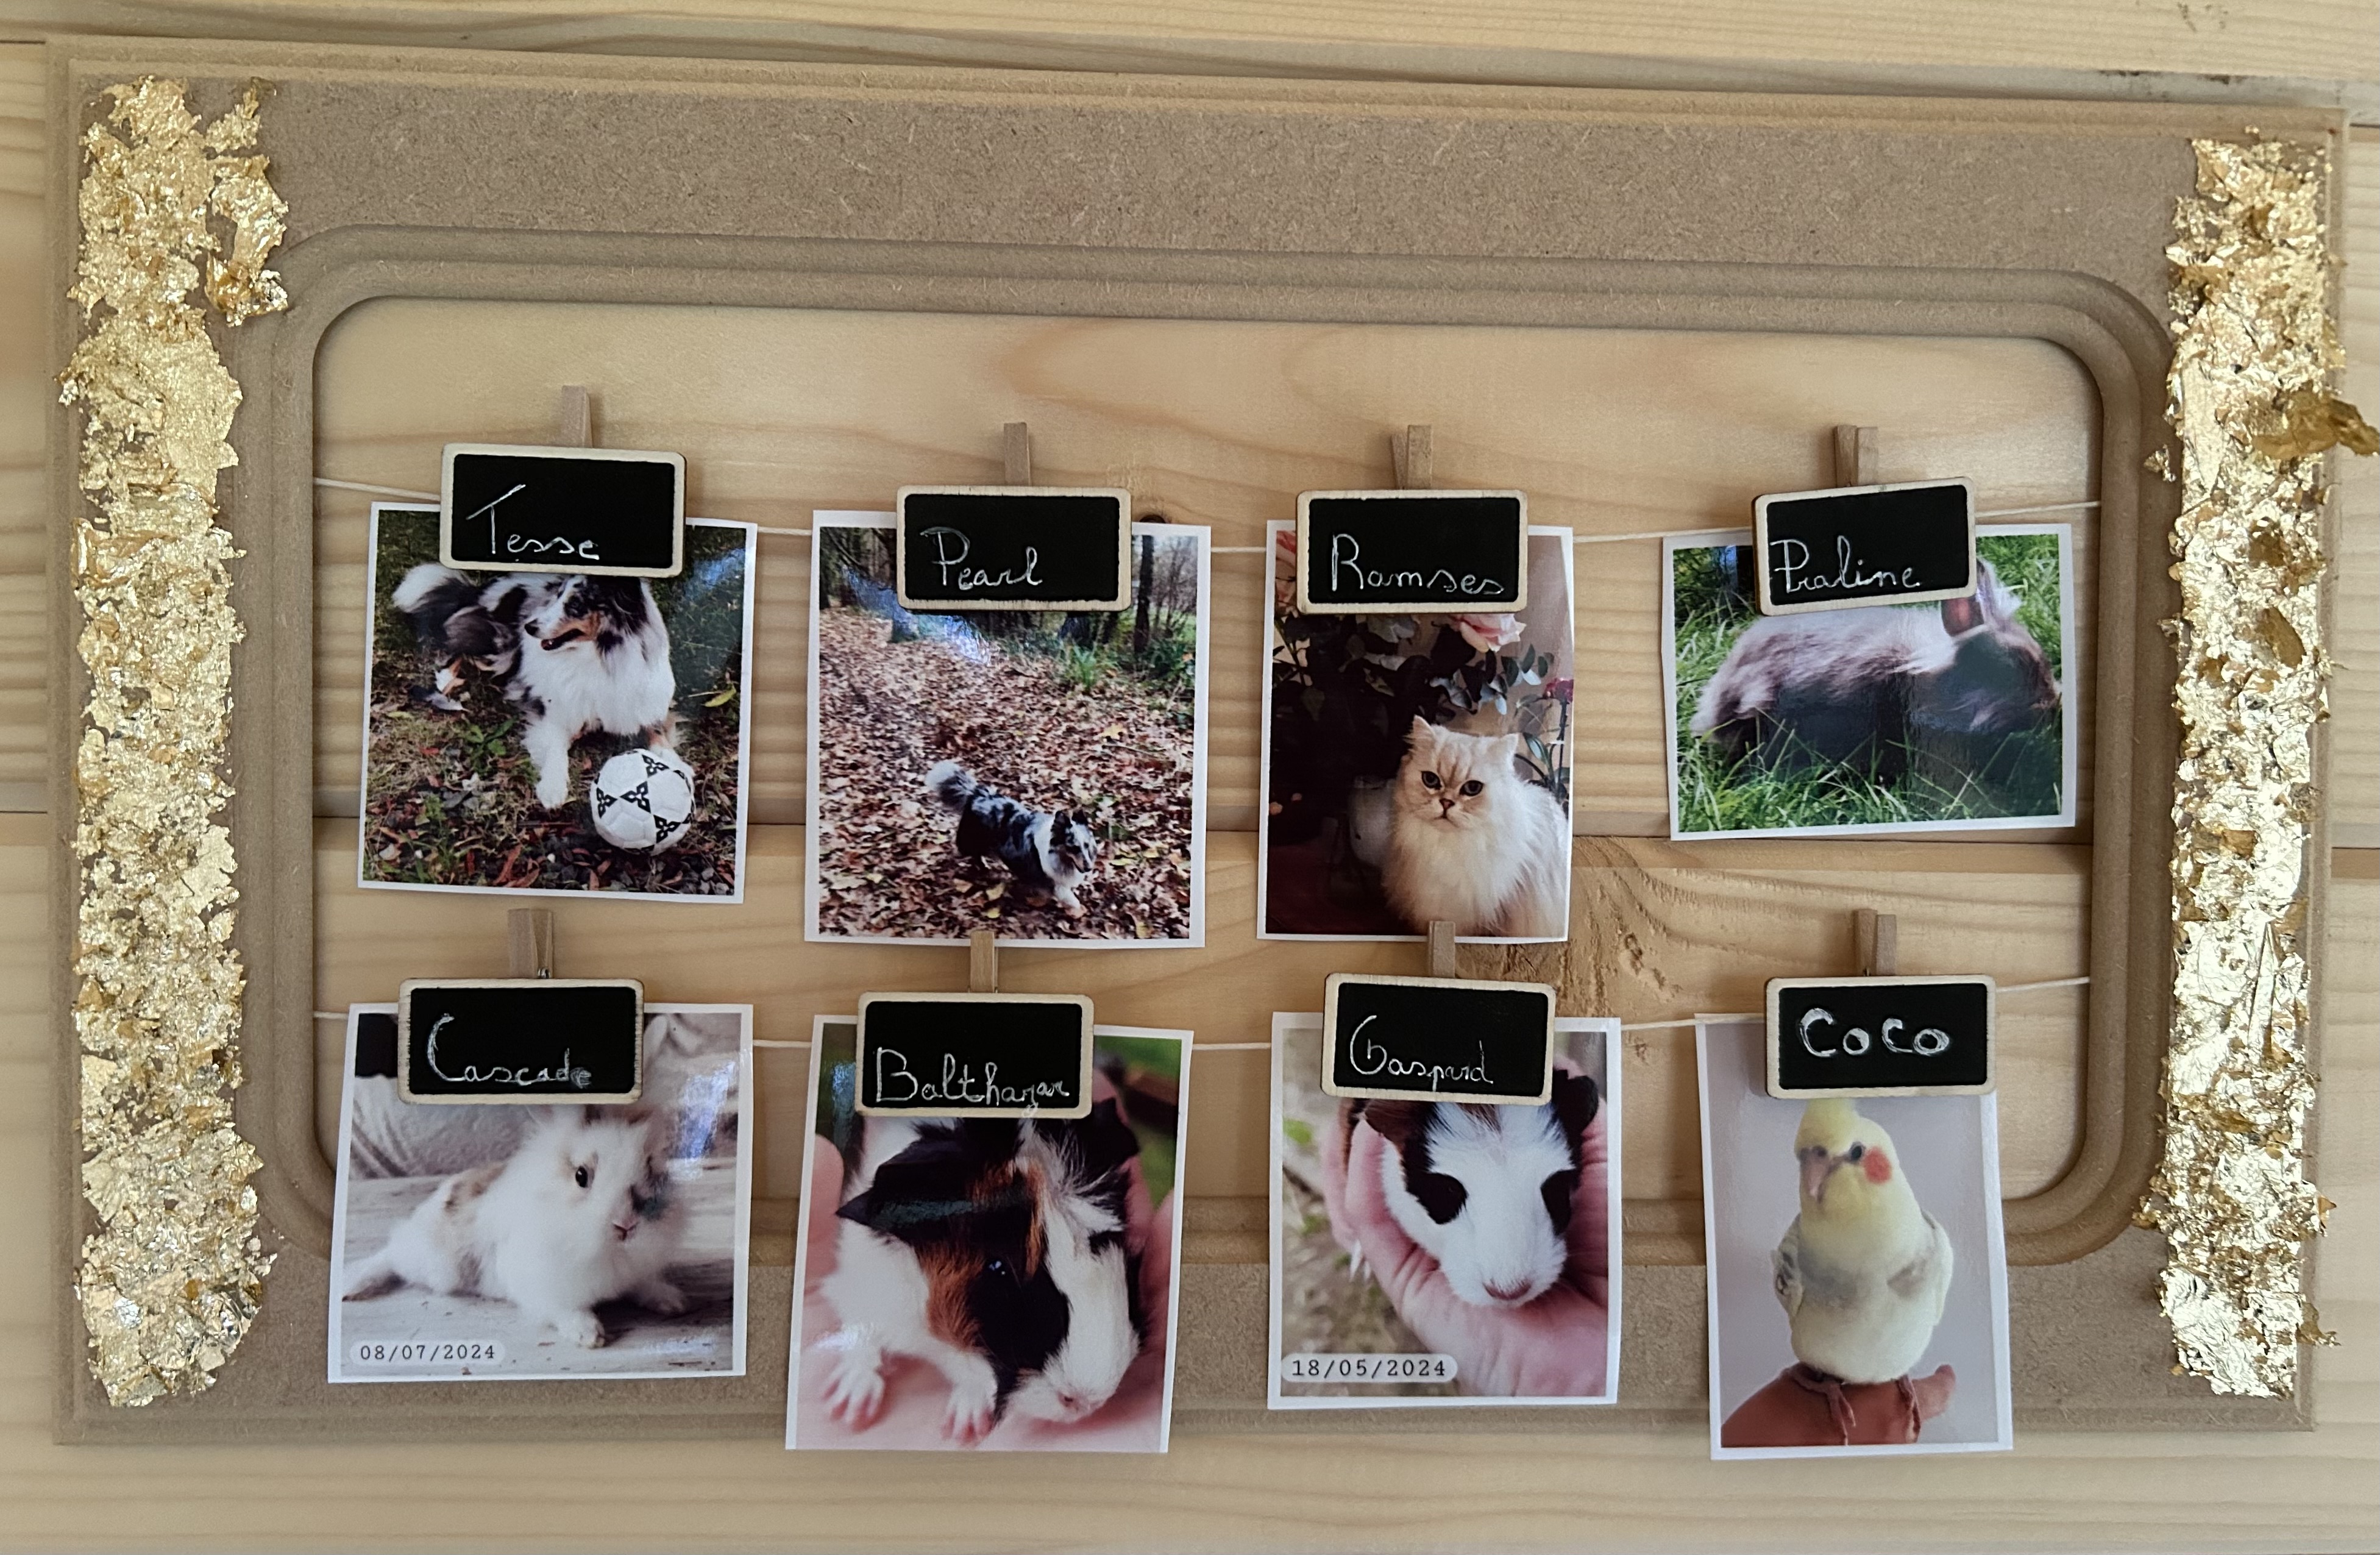 Tesse
Pearl
Ramses
Praline
Cascade
Balthazar
Gaspard
CoCo
08/07/2024
18/05/2024